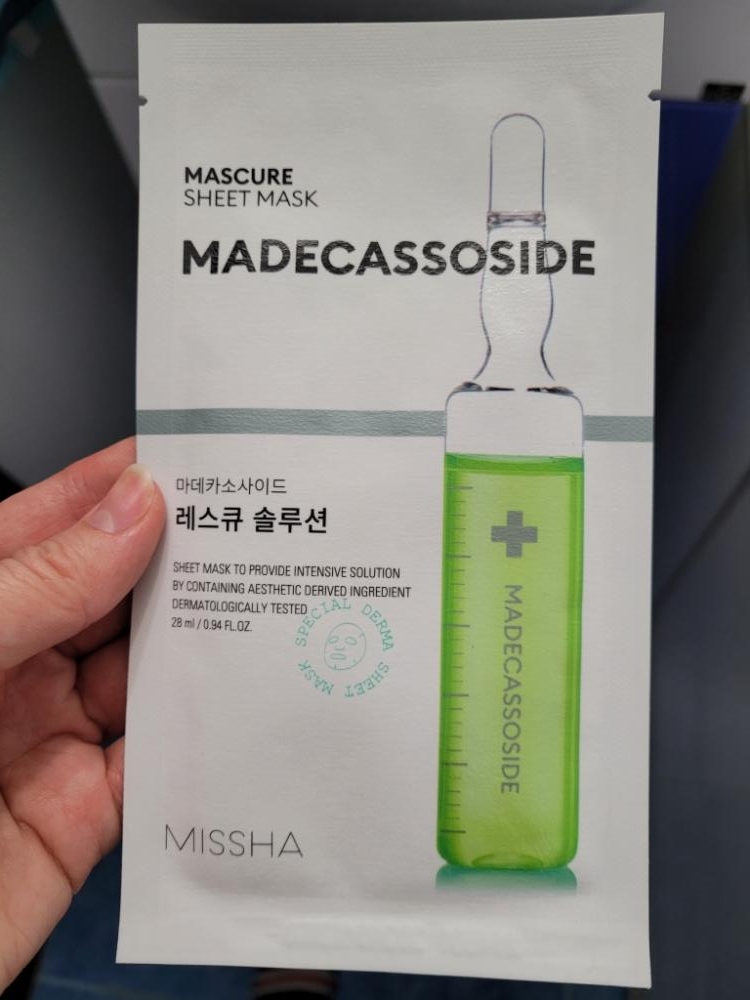 MASCURE
SHEET MASK
MADECASSOSIDE
마데카소사이드
레스큐 솔루션
SHEET MASK TO PROVIDE INTENSIVE SOLUTION
BY CONTAINING AESTHETIC DERIVED INGREDIENT
DERMATOLOGICALLY TESTED
28 ml / 0.94 FL.OZ.
SPECIAL DERMA SHEET MASK
MADECASSOSIDE
MISSHA